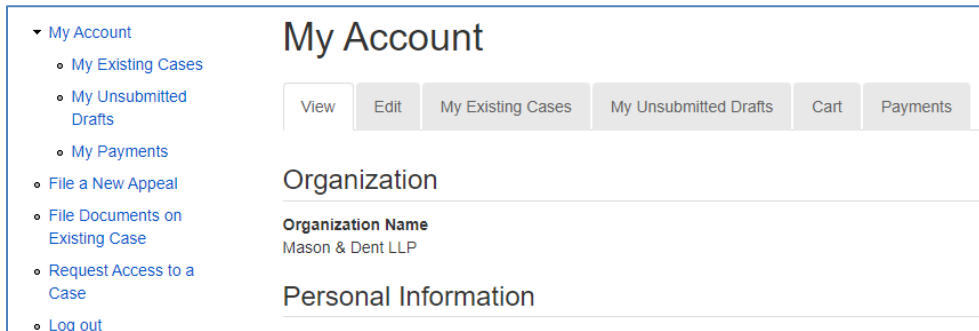 My Account
My Existing Cases
My Unsubmitted
Drafts
My Payments
File a New Appeal
File Documents on
Existing Case
Request Access to a
Case
Log out
My Account
View Edit My Existing Cases My Unsubmitted Drafts Cart Payments
Organization
Organization Name
Mason & Dent LLP
Personal Information